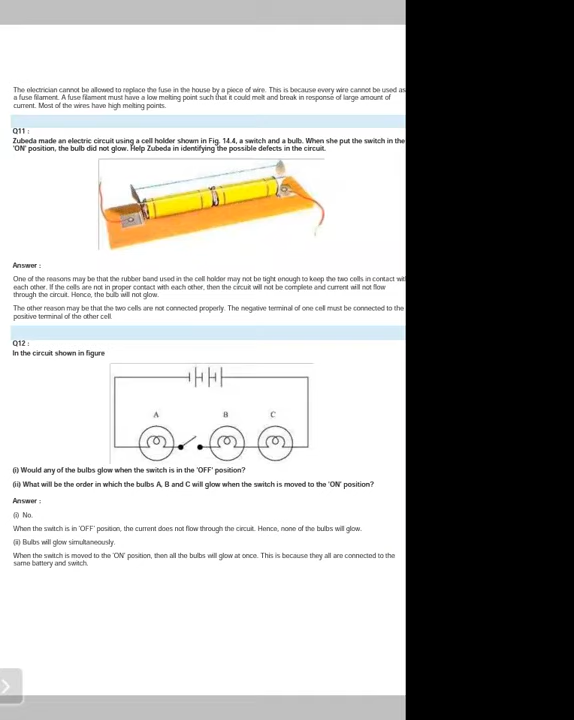 The electrician cannot be allowed to replace the fuse in the house by a piece of wire. This is because every wire cannot be used as
a fuse filament. A fuse filament must have a low melting point such that it could melt and break in response of large amount of
current. Most of the wires have high melting points.
Q11 :
Zubeda made an electric circuit using a cell holder shown in Fig. 14.4, a switch and a bulb. When she put the switch in the
'ON' position, the bulb did not glow. Help Zubeda in identifying the possible defects in the circuit.
Answer :
One of the reasons may be that the rubber band used in the cell holder may not be tight enough to keep the two cells in contact wit
each other. If the cells are not in proper contact with each other, then the circuit will not be complete and current will not flow
through the circuit. Hence, the bulb will not glow.
The other reason may be that the two cells are not connected properly. The negative terminal of one cell must be connected to the
positive terminal of the other cell.
Q12 :
In the circuit shown in figure
A B C
(i) Would any of the bulbs glow when the switch is in the 'OFF' position?
(ii) What will be the order in which the bulbs A, B and C will glow when the switch is moved to the 'ON' position?
Answer :
(i) No.
When the switch is in 'OFF' position, the current does not flow through the circuit. Hence, none of the bulbs will glow.
(ii) Bulbs will glow simultaneously.
When the switch is moved to the 'ON' position, then all the bulbs will glow at once. This is because they all are connected to the
same battery and switch.